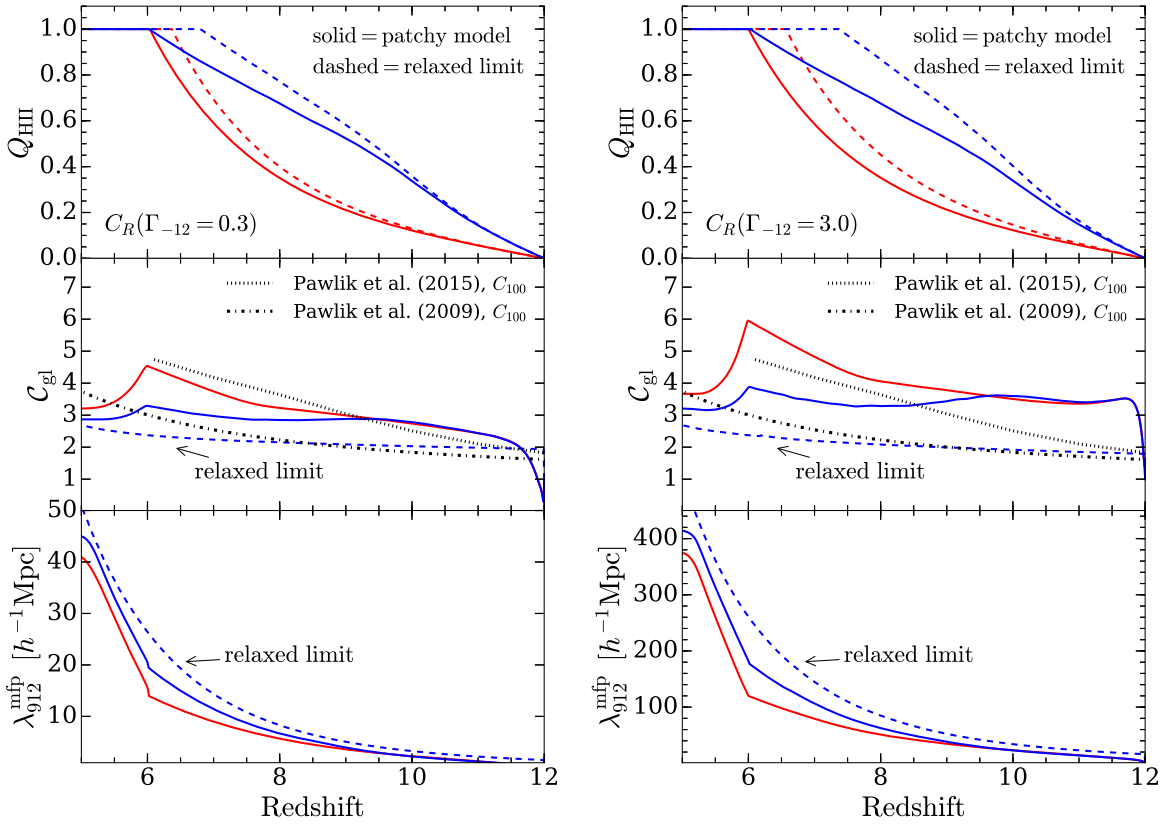 1.0
0.8
0.6
0.4
0.2
0.0
Q_HII
solid = patchy model
dashed = relaxed limit
C_R(Γ_−12 = 0.3)
7
6
5
4
3
2
1
C_gl
Pawlik et al. (2015), C_100
Pawlik et al. (2009), C_100
relaxed limit
50
40
30
20
10
λ_912^mfp [h^−1 Mpc]
relaxed limit
6 8 10 12
Redshift
1.0
0.8
0.6
0.4
0.2
0.0
Q_HII
solid = patchy model
dashed = relaxed limit
C_R(Γ_−12 = 3.0)
7
6
5
4
3
2
1
C_gl
Pawlik et al. (2015), C_100
Pawlik et al. (2009), C_100
relaxed limit
400
300
200
100
λ_912^mfp [h^−1 Mpc]
relaxed limit
6 8 10 12
Redshift